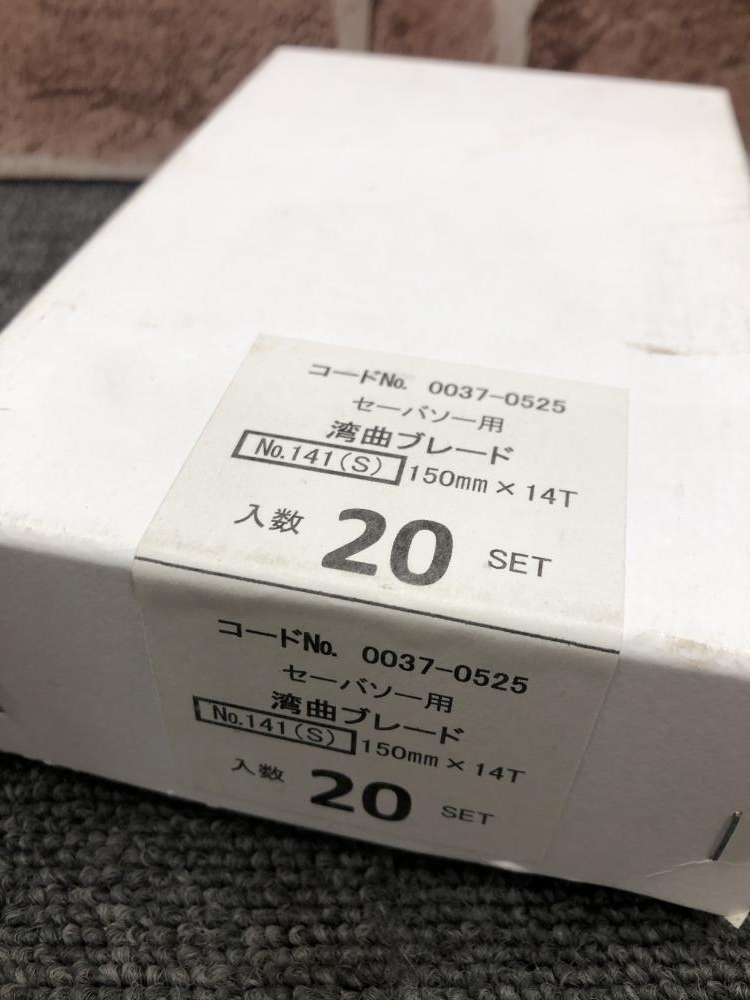 コードNo. 0037-0525
セーバソー用
湾曲ブレード
No.141(S) 150mm × 14T
入数 20 SET
コードNo. 0037-0525
セーバソー用
湾曲ブレード
No.141(S) 150mm × 14T
入数 20 SET